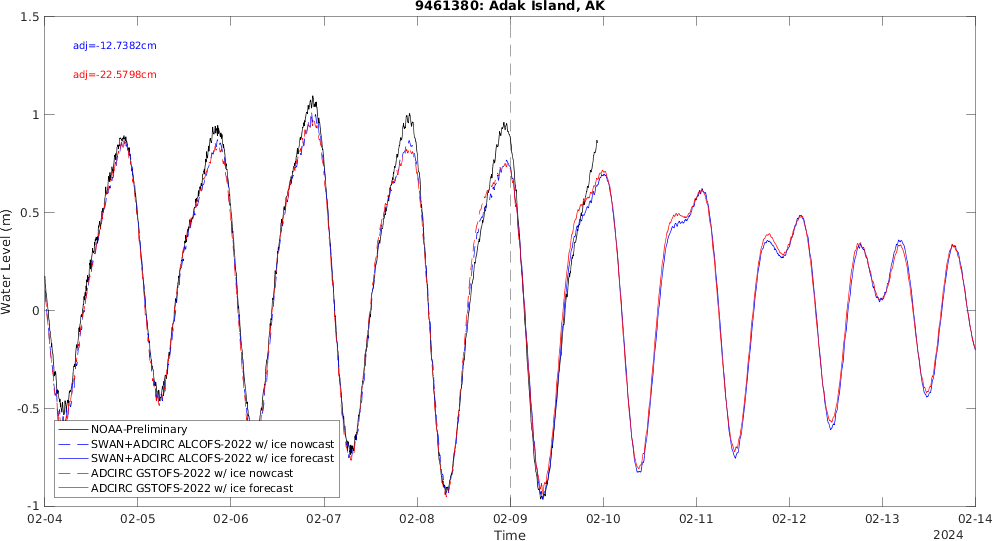 9461380: Adak Island, AK
adj=-12.7382cm
adj=-22.5798cm
Water Level (m)
1.5
1
0.5
0
-0.5
-1
NOAA-Preliminary
SWAN+ADCIRC ALCOFS-2022 w/ ice nowcast
SWAN+ADCIRC ALCOFS-2022 w/ ice forecast
ADCIRC GSTOFS-2022 w/ ice nowcast
ADCIRC GSTOFS-2022 w/ ice forecast
02-04 02-05 02-06 02-07 02-08 02-09 02-10 02-11 02-12 02-13 02-14
Time
2024